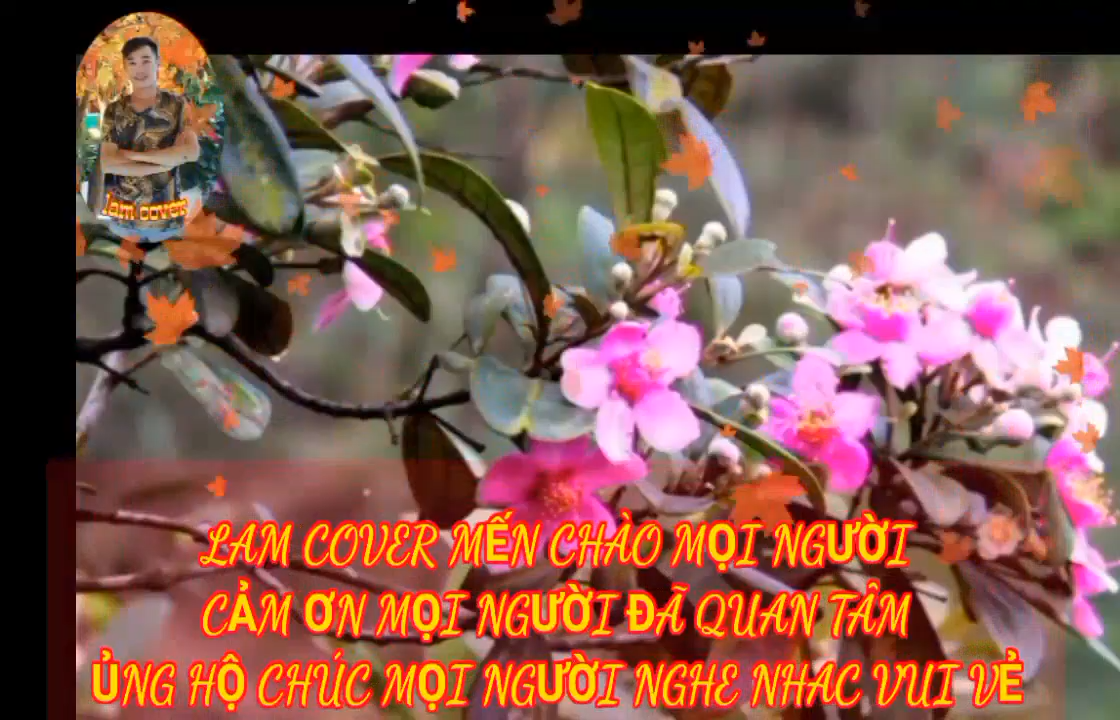 lam cover
LAM COVER MẾN CHÀO MỌI NGƯỜI
CẢM ƠN MỌI NGƯỜI ĐÃ QUAN TÂM
ỦNG HỘ CHÚC MỌI NGƯỜI NGHE NHAC VUI VẺ